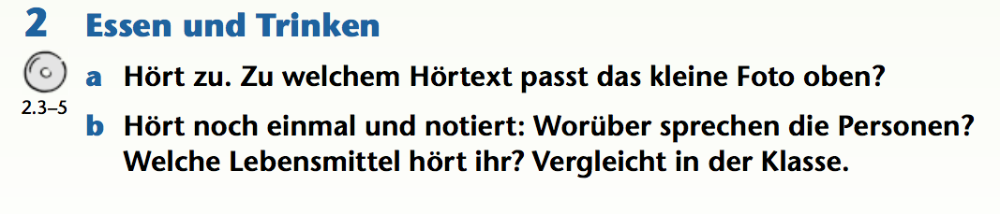 2 Essen und Trinken
a Hört zu. Zu welchem Hörtext passt das kleine Foto oben?
2.3–5
b Hört noch einmal und notiert: Worüber sprechen die Personen?
Welche Lebensmittel hört ihr? Vergleicht in der Klasse.